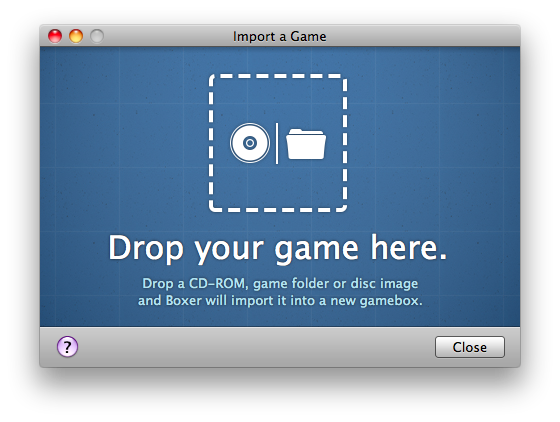 Import a Game
Drop your game here.
Drop a CD-ROM, game folder or disc image
and Boxer will import it into a new gamebox.
?
Close